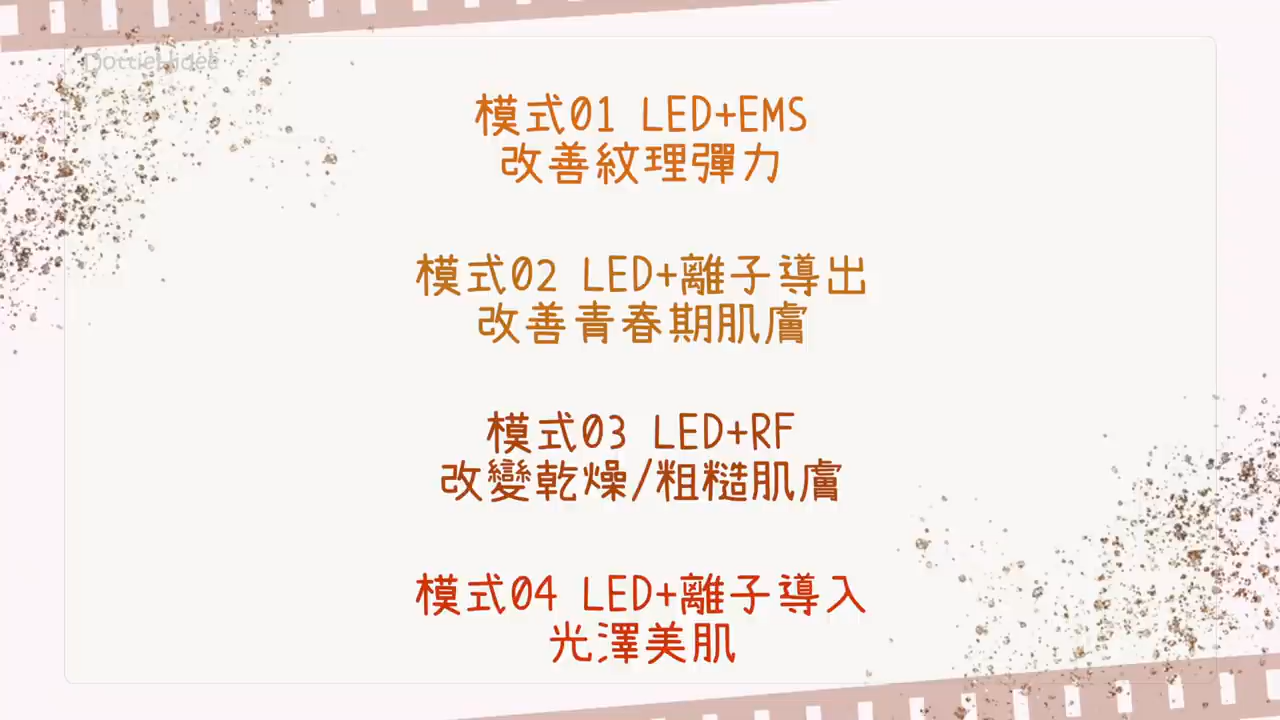 DottieHidee
模式01 LED+EMS
改善紋理彈力
模式02 LED+離子導出
改善青春期肌膚
模式03 LED+RF
改變乾燥/粗糙肌膚
模式04 LED+離子導入
光澤美肌